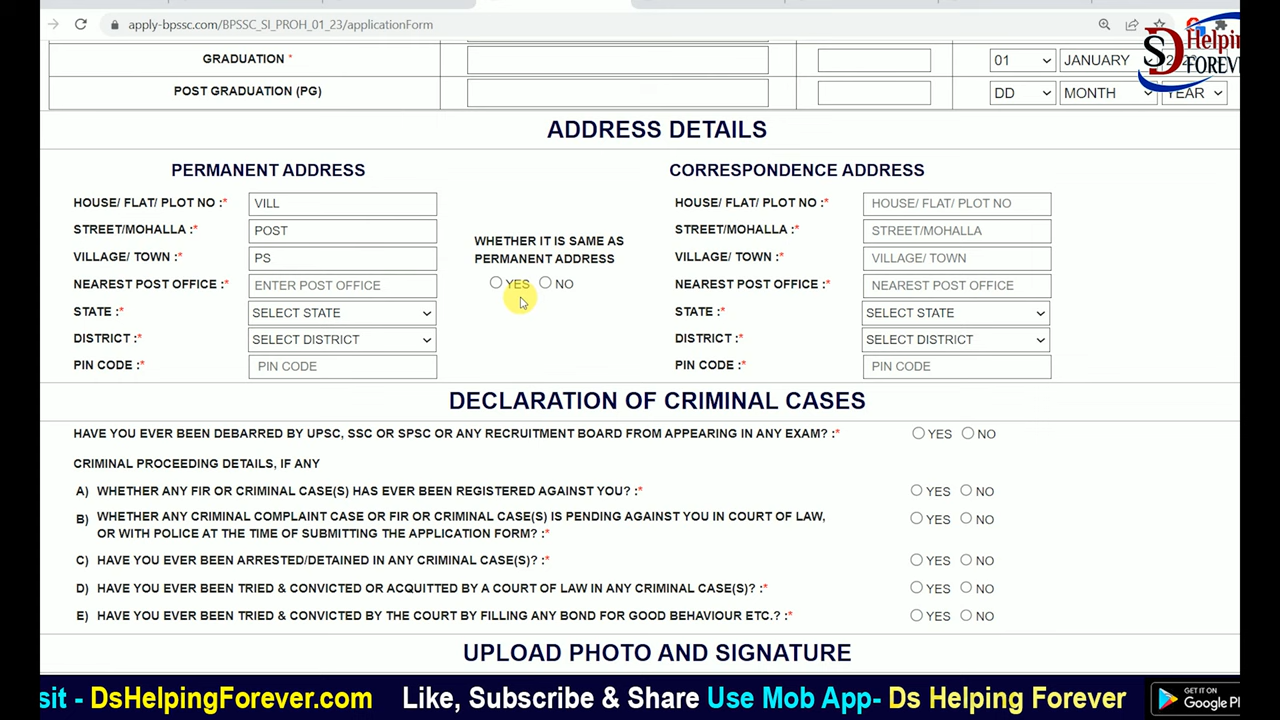 apply-bpssc.com/BPSSC_SI_PROH_01_23/applicationForm
SD Helping FOREVER
GRADUATION * 01 JANUARY
POST GRADUATION (PG) DD MONTH YEAR
ADDRESS DETAILS
PERMANENT ADDRESS
CORRESPONDENCE ADDRESS
HOUSE/ FLAT/ PLOT NO :* VILL
STREET/MOHALLA :* POST
VILLAGE/ TOWN :* PS
NEAREST POST OFFICE :* ENTER POST OFFICE
STATE :* SELECT STATE
DISTRICT :* SELECT DISTRICT
PIN CODE :* PIN CODE
WHETHER IT IS SAME AS
PERMANENT ADDRESS
YES NO
HOUSE/ FLAT/ PLOT NO :* HOUSE/ FLAT/ PLOT NO
STREET/MOHALLA :* STREET/MOHALLA
VILLAGE/ TOWN :* VILLAGE/ TOWN
NEAREST POST OFFICE :* NEAREST POST OFFICE
STATE :* SELECT STATE
DISTRICT :* SELECT DISTRICT
PIN CODE :* PIN CODE
DECLARATION OF CRIMINAL CASES
HAVE YOU EVER BEEN DEBARRED BY UPSC, SSC OR SPSC OR ANY RECRUITMENT BOARD FROM APPEARING IN ANY EXAM? :* YES NO
CRIMINAL PROCEEDING DETAILS, IF ANY
A) WHETHER ANY FIR OR CRIMINAL CASE(S) HAS EVER BEEN REGISTERED AGAINST YOU? :* YES NO
B) WHETHER ANY CRIMINAL COMPLAINT CASE OR FIR OR CRIMINAL CASE(S) IS PENDING AGAINST YOU IN COURT OF LAW, YES NO
OR WITH POLICE AT THE TIME OF SUBMITTING THE APPLICATION FORM? :*
C) HAVE YOU EVER BEEN ARRESTED/DETAINED IN ANY CRIMINAL CASE(S)? :* YES NO
D) HAVE YOU EVER BEEN TRIED & CONVICTED OR ACQUITTED BY A COURT OF LAW IN ANY CRIMINAL CASE(S)? :* YES NO
E) HAVE YOU EVER BEEN TRIED & CONVICTED BY THE COURT BY FILLING ANY BOND FOR GOOD BEHAVIOUR ETC.? :* YES NO
UPLOAD PHOTO AND SIGNATURE
sit - DsHelpingForever.com Like, Subscribe & Share Use Mob App- Ds Helping Forever
GET IT ON
Google Pl